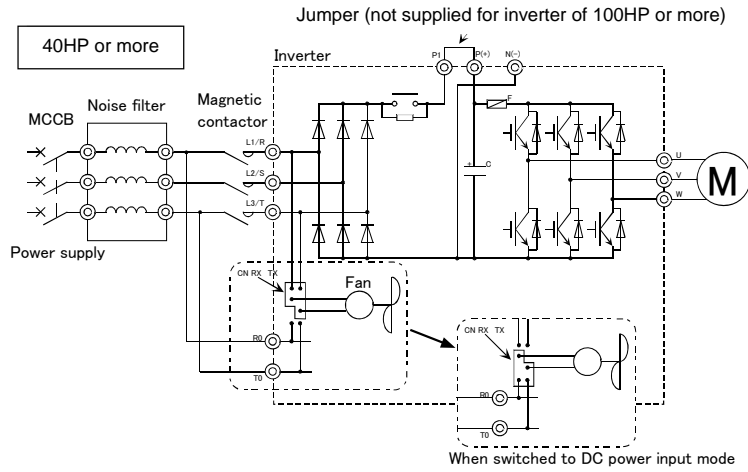 Jumper (not supplied for inverter of 100HP or more)
40HP or more
Inverter
P1
P(+)
N(-)
MCCB
Noise filter
Magnetic
contactor
F
L1/R
L2/S
L3/T
+
C
U
V
W
M
Power supply
CN RX TX
Fan
R0
T0
CN RX TX
R0
T0
When switched to DC power input mode